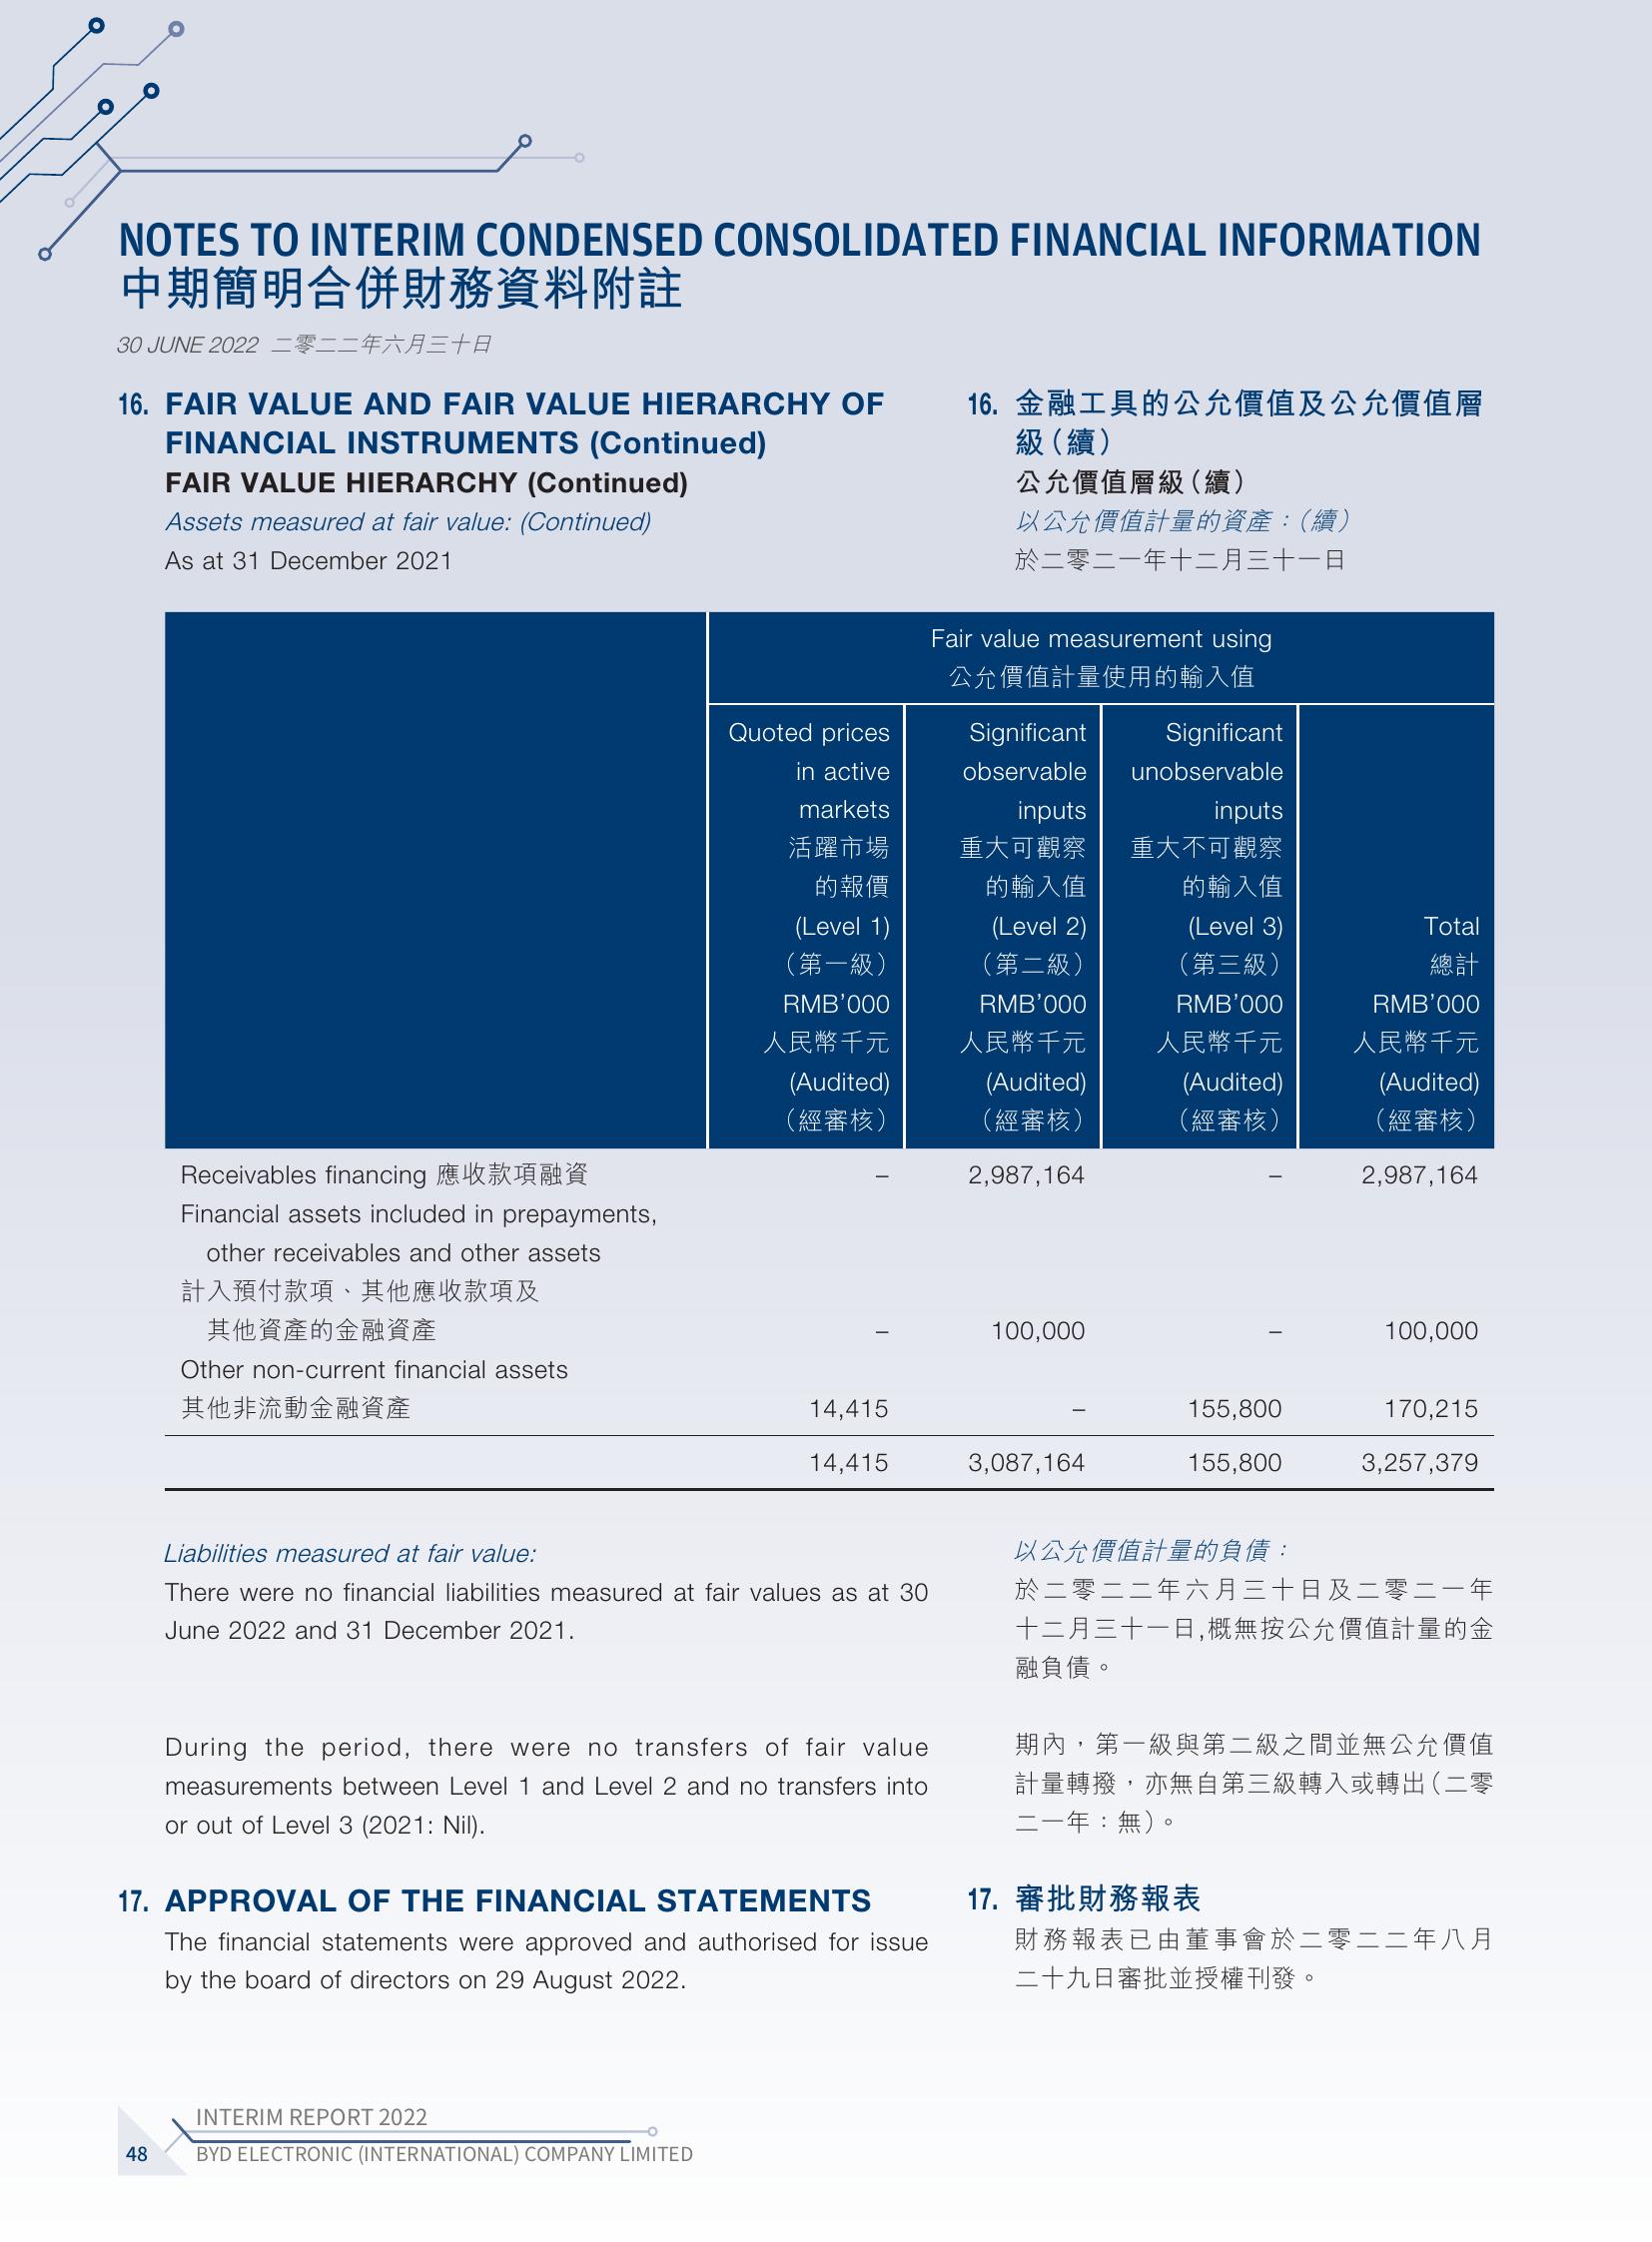 NOTES TO INTERIM CONDENSED CONSOLIDATED FINANCIAL INFORMATION
中期簡明合併財務資料附註
30 JUNE 2022 二零二二年六月三十日
16. FAIR VALUE AND FAIR VALUE HIERARCHY OF
FINANCIAL INSTRUMENTS (Continued)
FAIR VALUE HIERARCHY (Continued)
Assets measured at fair value: (Continued)
As at 31 December 2021
16. 金融工具的公允價值及公允價值層
級（續）
公允價值層級（續）
以公允價值計量的資產：（續）
於二零二一年十二月三十一日
Fair value measurement using
公允價值計量使用的輸入值
Quoted prices
in active
markets
活躍市場
的報價
(Level 1)
（第一級）
RMB’000
人民幣千元
(Audited)
（經審核）
Significant
observable
inputs
重大可觀察
的輸入值
(Level 2)
（第二級）
RMB’000
人民幣千元
(Audited)
（經審核）
Significant
unobservable
inputs
重大不可觀察
的輸入值
(Level 3)
（第三級）
RMB’000
人民幣千元
(Audited)
（經審核）
Total
總計
RMB’000
人民幣千元
(Audited)
（經審核）
Receivables financing 應收款項融資 – 2,987,164 – 2,987,164
Financial assets included in prepayments,
other receivables and other assets
計入預付款項、其他應收款項及
其他資產的金融資產 – 100,000 – 100,000
Other non-current financial assets
其他非流動金融資產 14,415 – 155,800 170,215
14,415 3,087,164 155,800 3,257,379
Liabilities measured at fair value:
There were no financial liabilities measured at fair values as at 30
June 2022 and 31 December 2021.
以公允價值計量的負債：
於二零二二年六月三十日及二零二一年
十二月三十一日,概無按公允價值計量的金
融負債。
During the period, there were no transfers of fair value
measurements between Level 1 and Level 2 and no transfers into
or out of Level 3 (2021: Nil).
期內，第一級與第二級之間並無公允價值
計量轉撥，亦無自第三級轉入或轉出（二零
二一年：無）。
17. APPROVAL OF THE FINANCIAL STATEMENTS
The financial statements were approved and authorised for issue
by the board of directors on 29 August 2022.
17. 審批財務報表
財務報表已由董事會於二零二二年八月
二十九日審批並授權刊發。
INTERIM REPORT 2022
48 BYD ELECTRONIC (INTERNATIONAL) COMPANY LIMITED